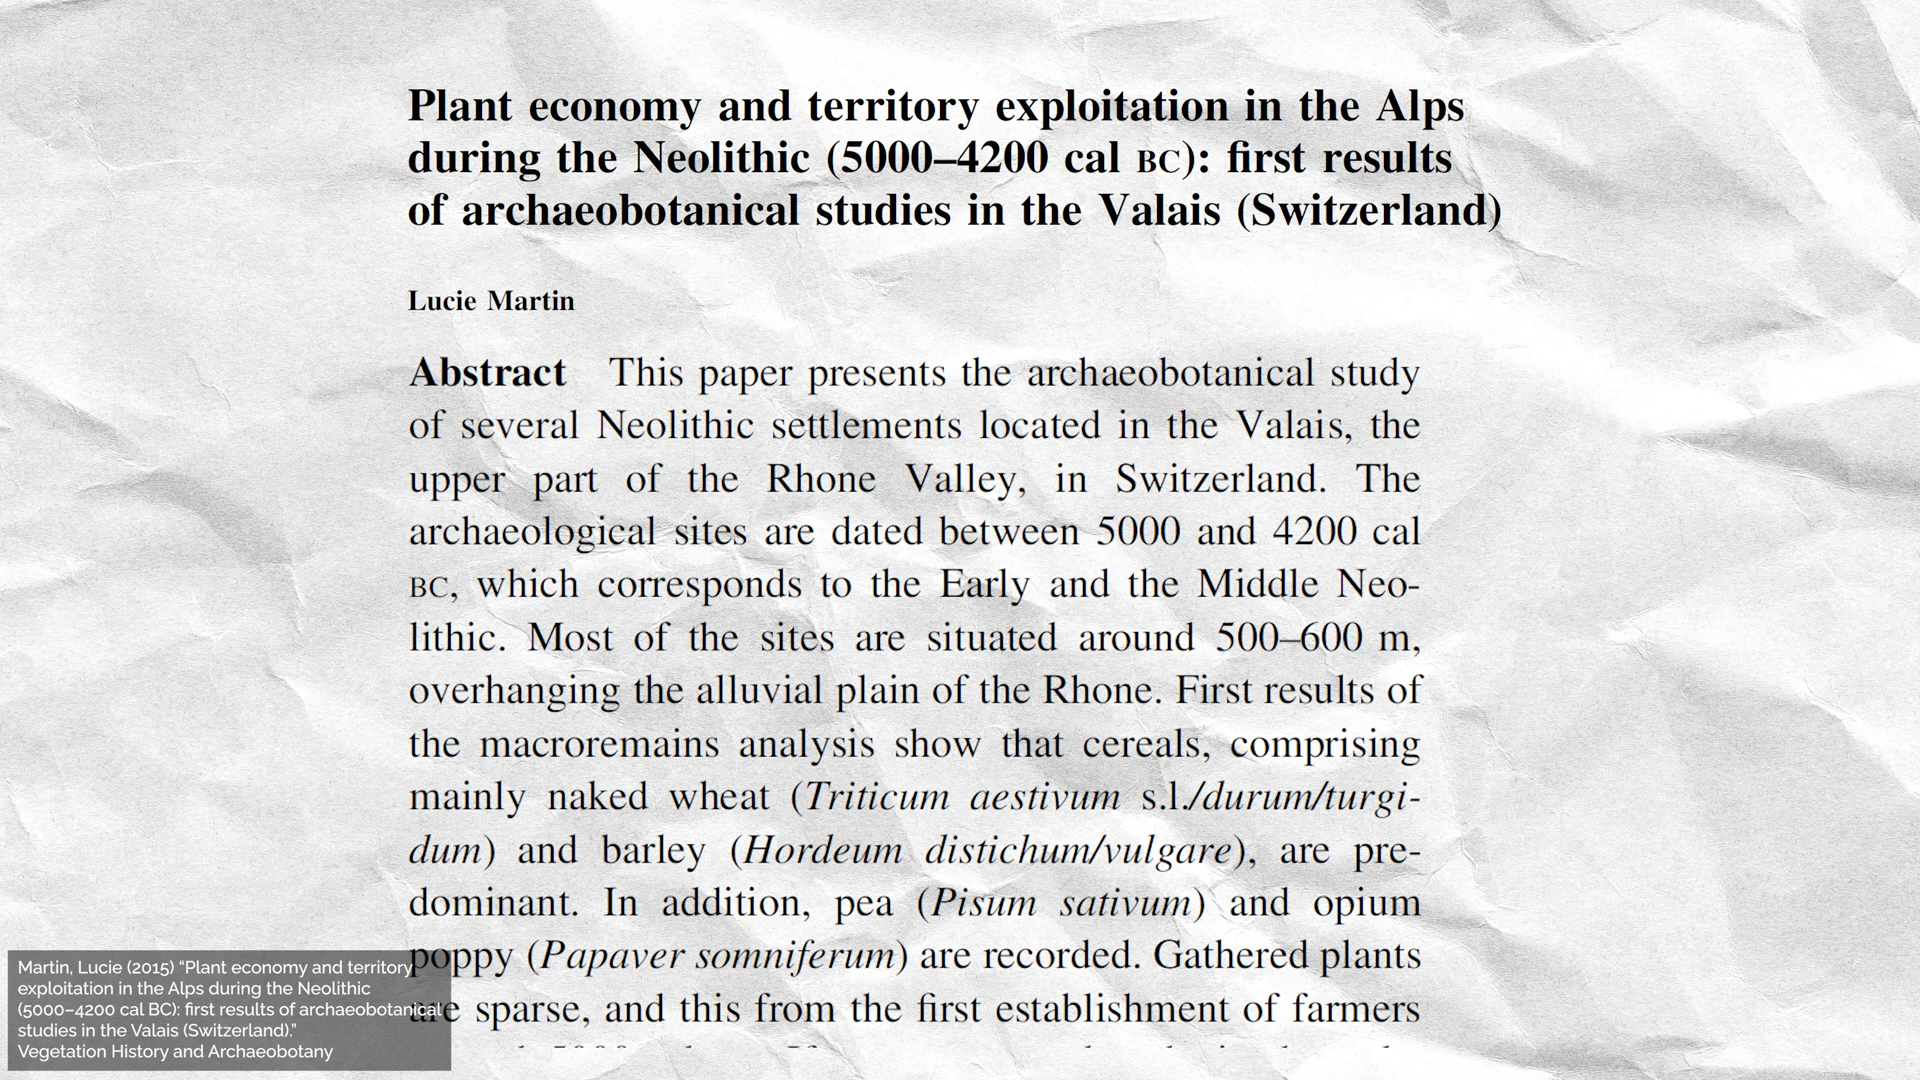 Plant economy and territory exploitation in the Alps
during the Neolithic (5000–4200 cal BC): first results
of archaeobotanical studies in the Valais (Switzerland)
Lucie Martin
Abstract This paper presents the archaeobotanical study
of several Neolithic settlements located in the Valais, the
upper part of the Rhone Valley, in Switzerland. The
archaeological sites are dated between 5000 and 4200 cal
BC, which corresponds to the Early and the Middle Neo-
lithic. Most of the sites are situated around 500–600 m,
overhanging the alluvial plain of the Rhone. First results of
the macroremains analysis show that cereals, comprising
mainly naked wheat (Triticum aestivum s.l./durum/turgi-
dum) and barley (Hordeum distichum/vulgare), are pre-
dominant. In addition, pea (Pisum sativum) and opium
poppy (Papaver somniferum) are recorded. Gathered plants
are sparse, and this from the first establishment of farmers
Martin, Lucie (2015) “Plant economy and territory
exploitation in the Alps during the Neolithic
(5000–4200 cal BC): first results of archaeobotanical
studies in the Valais (Switzerland).”
Vegetation History and Archaeobotany